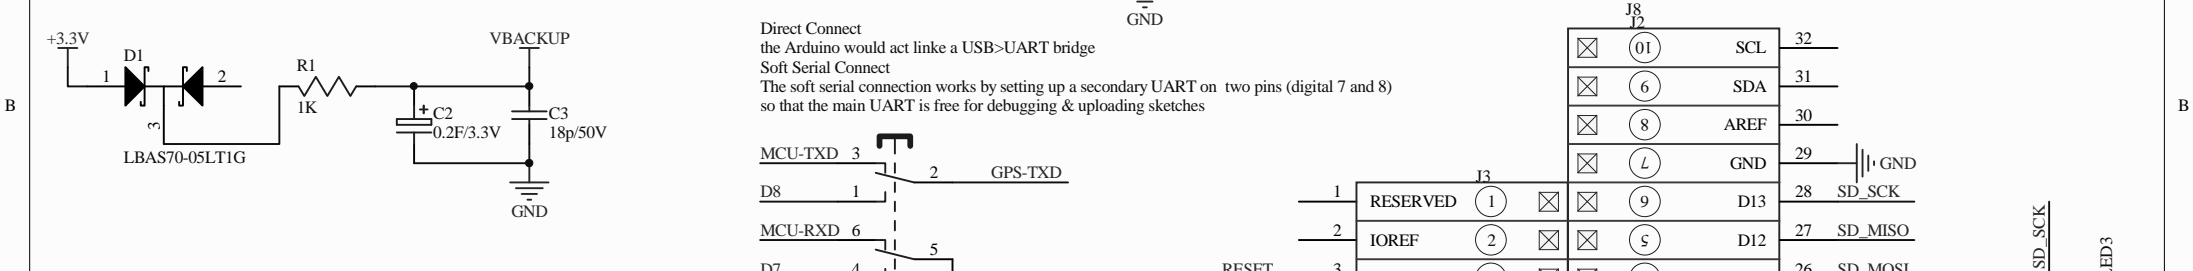 GND
J8
J2
Direct Connect
the Arduino would act linke a USB>UART bridge
Soft Serial Connect
The soft serial connection works by setting up a secondary UART on two pins (digital 7 and 8)
so that the main UART is free for debugging & uploading sketches
+3.3V
D1
1
2
3
LBAS70-05LT1G
R1
1K
VBACKUP
+
C2
0.2F/3.3V
C3
18p/50V
GND
B
MCU-TXD 3
2 GPS-TXD
D8 1
MCU-RXD 6
5
D7 4
10 SCL 32
9 SDA 31
8 AREF 30
7 GND 29 GND
J3
1 RESERVED 1
6 D13 28 SD_SCK
2 IOREF 2
5 D12 27 SD_MISO
RESET 3
26 SD_MOSI
SD_SCK
ED3
B